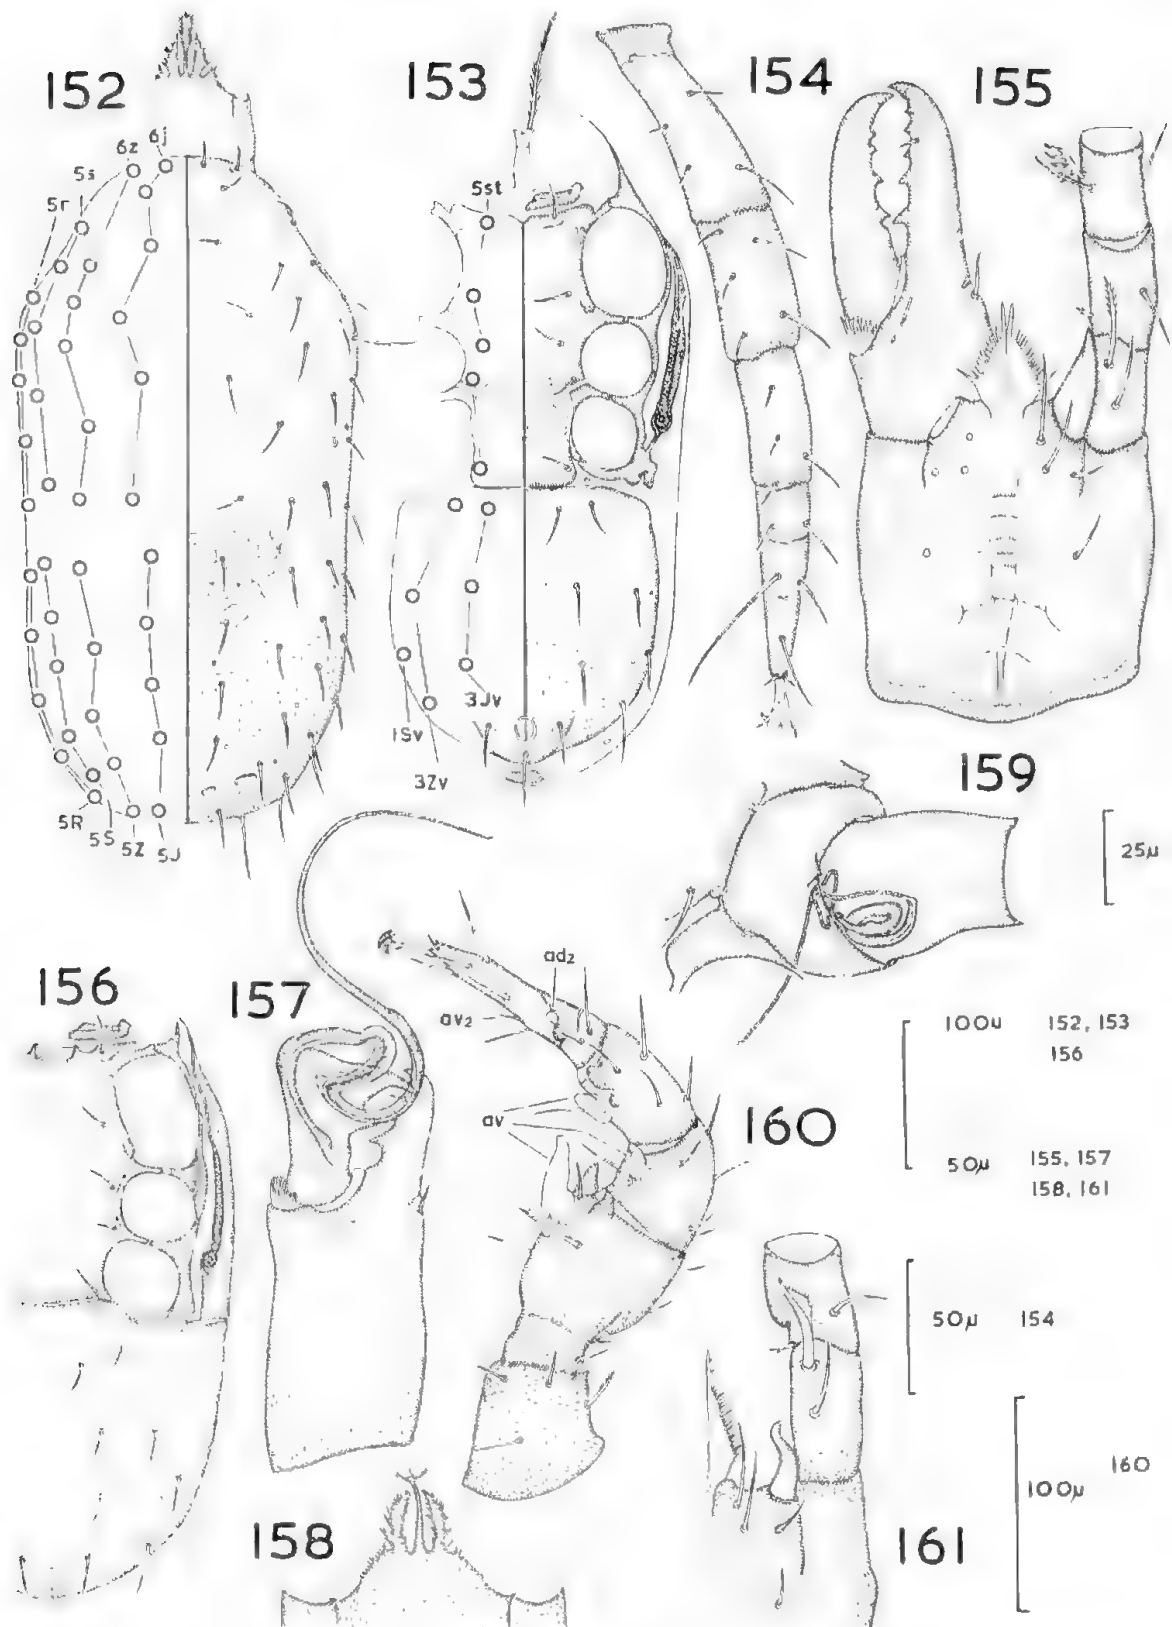 152
153
154
155
6j
6z
5s
5r
5st
3Jv
1Sv
3Zv
5R
5S
5Z
5J
159
25µ
156
157
ad2
av2
av
160
100µ 152, 153
156
50µ 155, 157
158, 161
50µ 154
160
100µ
158
161